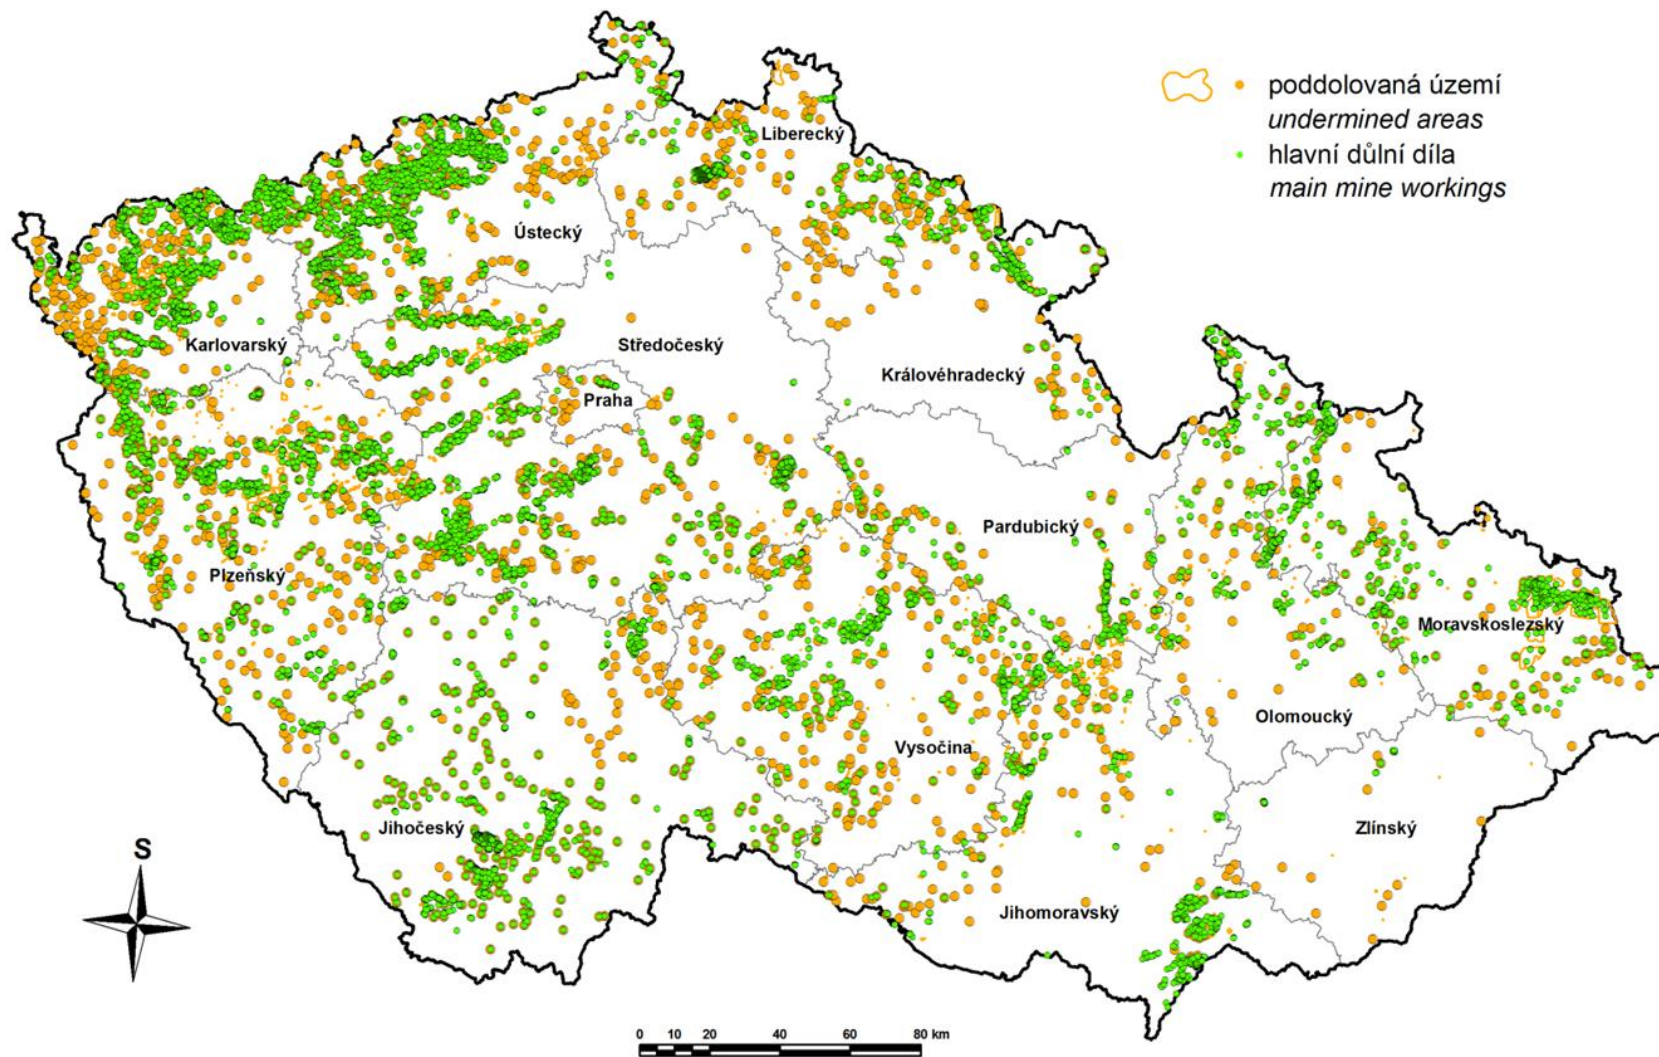 poddolovaná území
undermined areas
hlavní důlní díla
main mine workings
Liberecký
Ústecký
Karlovarský
Středočeský
Královéhradecký
Praha
Pardubický
Plzeňský
Moravskoslezský
Olomoucký
Vysočina
Jihočeský
Zlínský
Jihomoravský
S
0 10 20 40 60 80 km